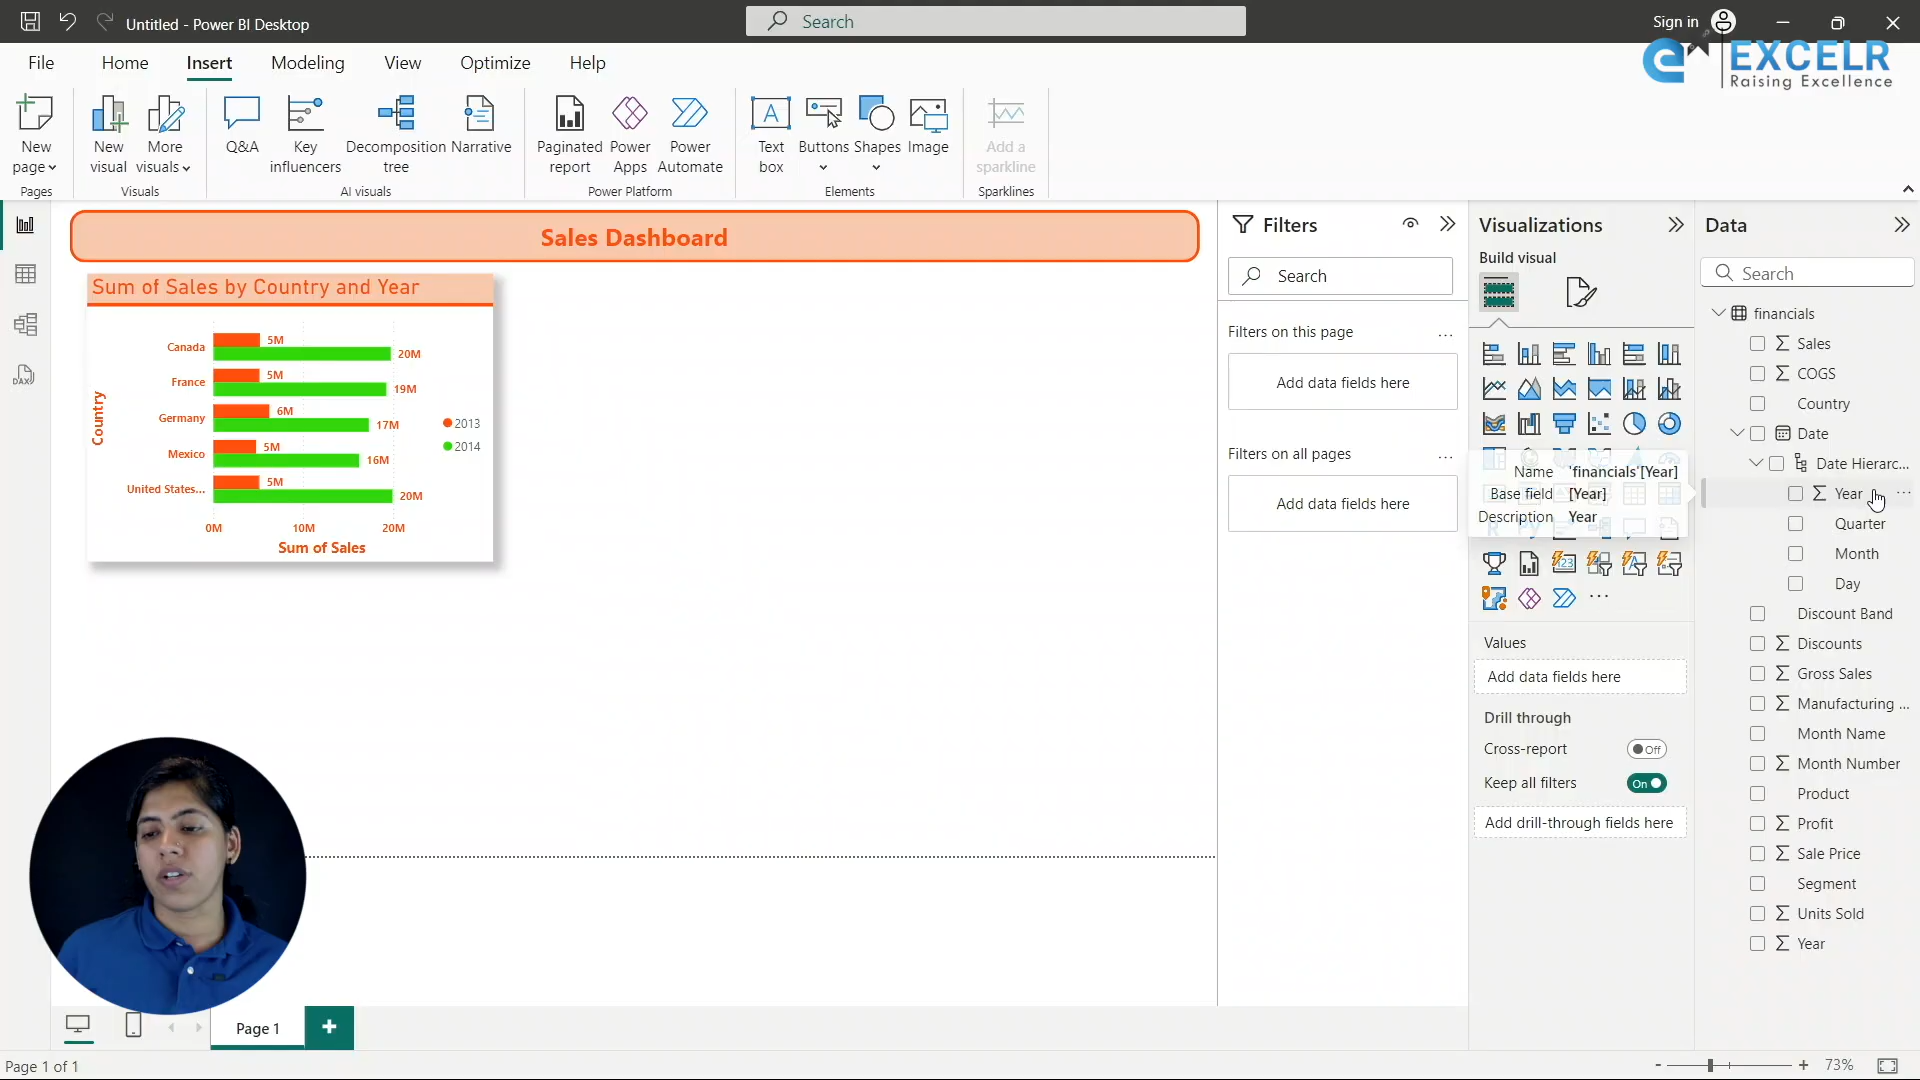 Untitled - Power BI Desktop
Search
Sign in
EXCELR
Raising Excellence
File
Home
Insert
Modeling
View
Optimize
Help
New page
Pages
New visual
More visuals
Visuals
Q&A
Key influencers
Decomposition tree
Narrative
AI visuals
Paginated report
Power Apps
Power Automate
Power Platform
Text box
Buttons
Shapes
Image
Elements
Add a sparkline
Sparklines
Sales Dashboard
Sum of Sales by Country and Year
Country
Canada
5M
20M
France
5M
19M
Germany
6M
17M
Mexico
5M
16M
United States...
5M
20M
2013
2014
0M
10M
20M
Sum of Sales
Filters
Search
Filters on this page
...
Add data fields here
Filters on all pages
...
Add data fields here
Visualizations
Build visual
Name 'financials'[Year]
Base field [Year]
Description Year
123
...
Values
Add data fields here
Drill through
Cross-report
Off
Keep all filters
On
Add drill-through fields here
Data
Search
financials
Sales
COGS
Country
Date
Date Hierarc...
Year
...
Quarter
Month
Day
Discount Band
Discounts
Gross Sales
Manufacturing ...
Month Name
Month Number
Product
Profit
Sale Price
Segment
Units Sold
Year
DAX
Page 1
Page 1 of 1
- + 73%